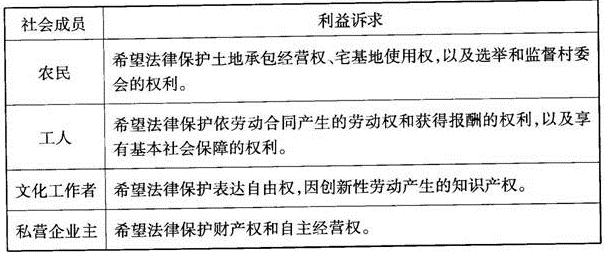 社会成员 利益诉求
农民 希望法律保护土地承包经营权、宅基地使用权,以及选举和监督村委
会的权利。
工人 希望法律保护依劳动合同产生的劳动权和获得报酬的权利,以及享
有基本社会保障的权利。
文化工作者 希望法律保护表达自由权,因创新性劳动产生的知识产权。
私营企业主 希望法律保护财产权和自主经营权。